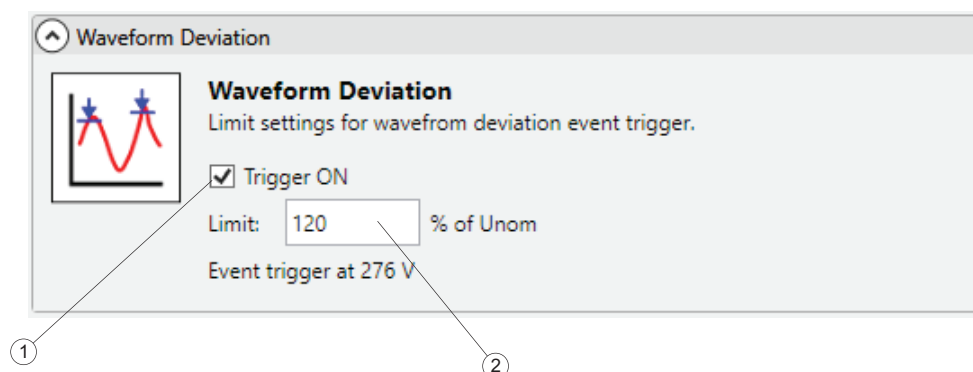 Waveform Deviation
Waveform Deviation
Limit settings for wavefrom deviation event trigger.
Trigger ON
Limit: 120 % of Unom
Event trigger at 276 V
1
2